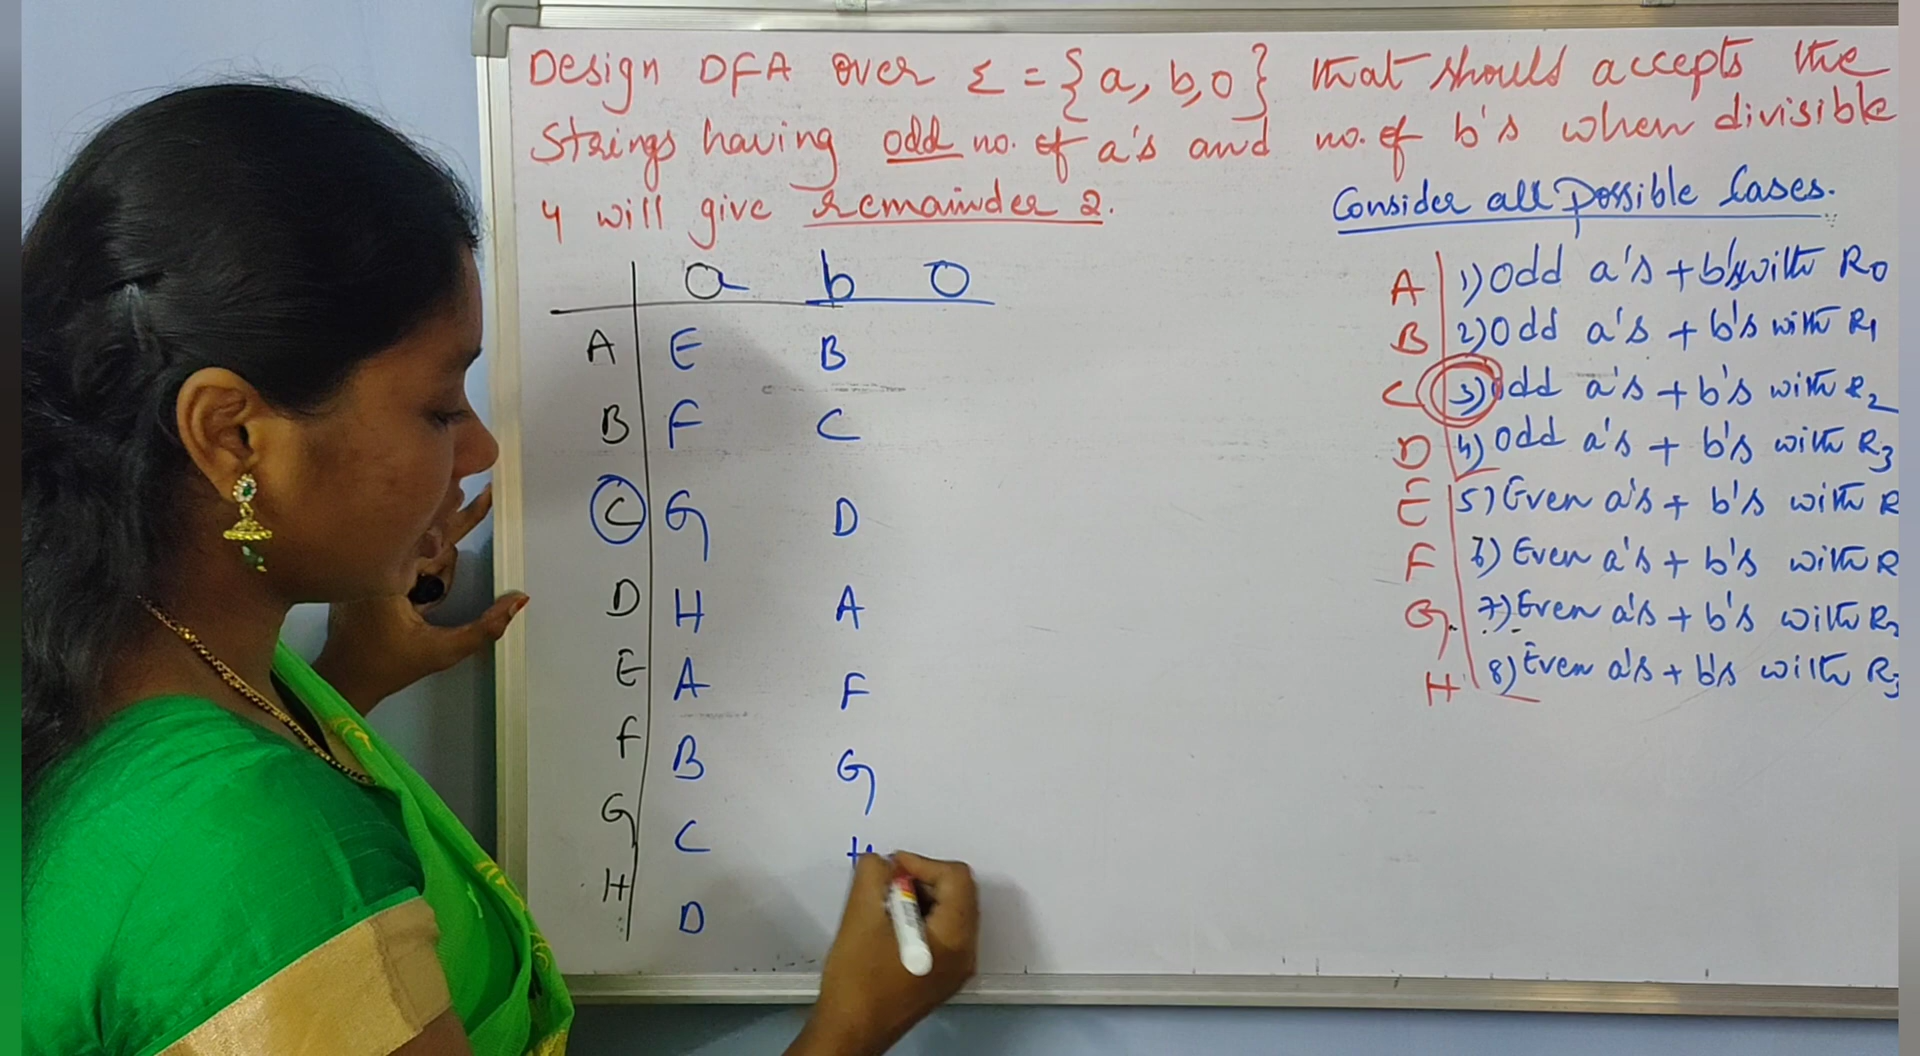 Design DFA over Σ = {a, b, 0} that should accepts the
Strings having odd no. of a's and no. of b's when divisible
4 will give remainder 2.
Consider all possible Cases.
a b 0
A E B
B F C
C G D
D H A
E A F
F B G
G C H
H D
A 1) Odd a's + b's with R0
B 2) Odd a's + b's with R1
C 3) Odd a's + b's with R2
D 4) Odd a's + b's with R3
E 5) Even a's + b's with R
F 6) Even a's + b's with R
G 7) Even a's + b's with R2
H 8) Even a's + b's with R3